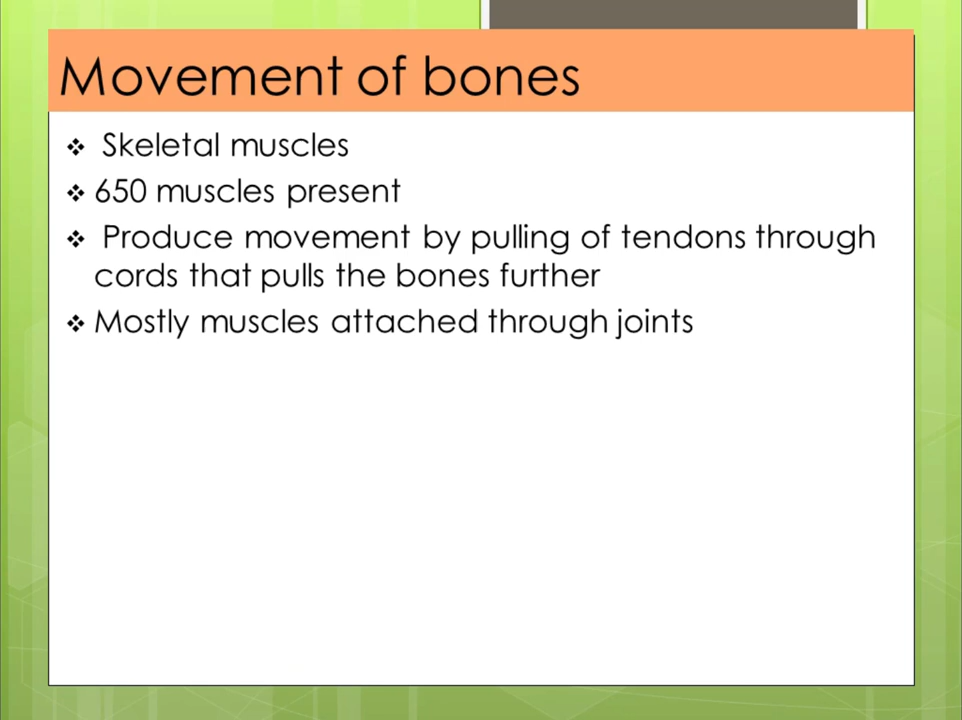 Movement of bones
❖ Skeletal muscles
❖ 650 muscles present
❖ Produce movement by pulling of tendons through
cords that pulls the bones further
❖ Mostly muscles attached through joints